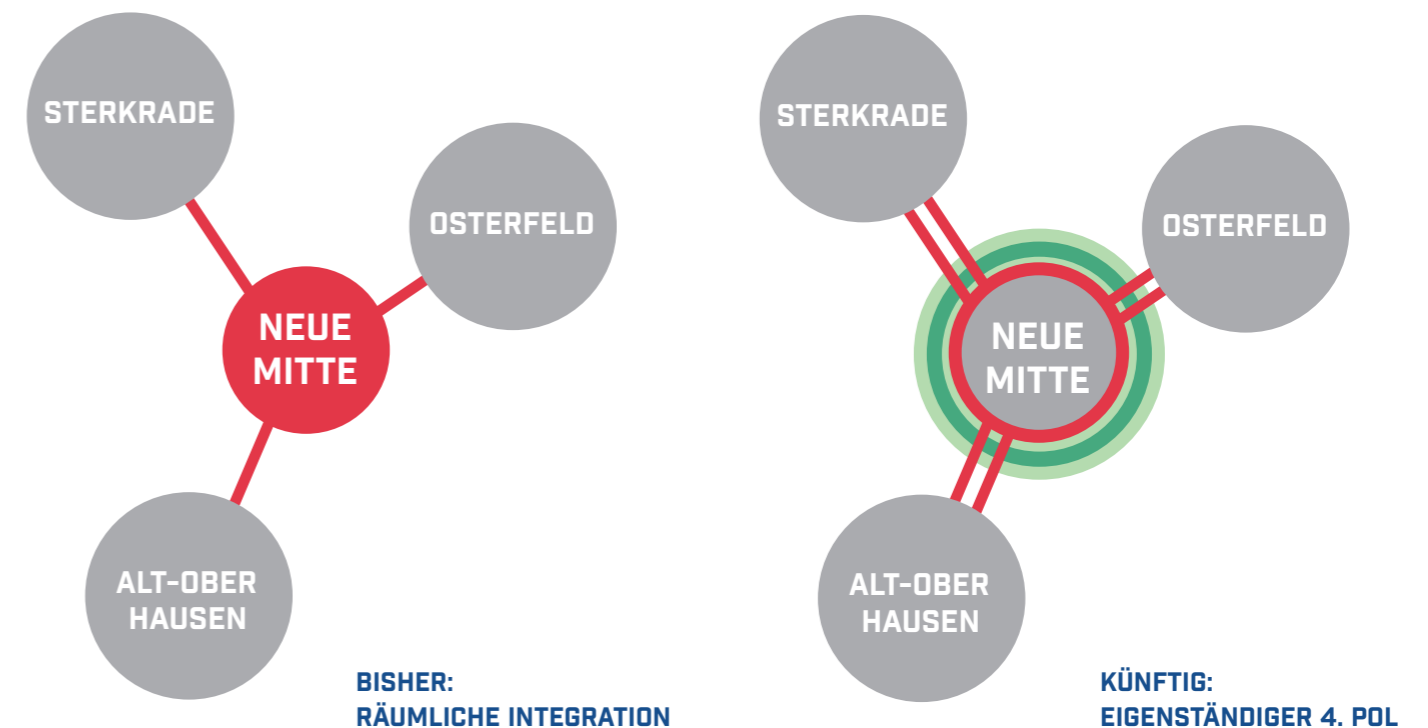 STERKRADE
OSTERFELD
NEUE
MITTE
ALT-OBER
HAUSEN
BISHER:
RÄUMLICHE INTEGRATION
STERKRADE
OSTERFELD
NEUE
MITTE
ALT-OBER
HAUSEN
KÜNFTIG:
EIGENSTÄNDIGER 4. POL